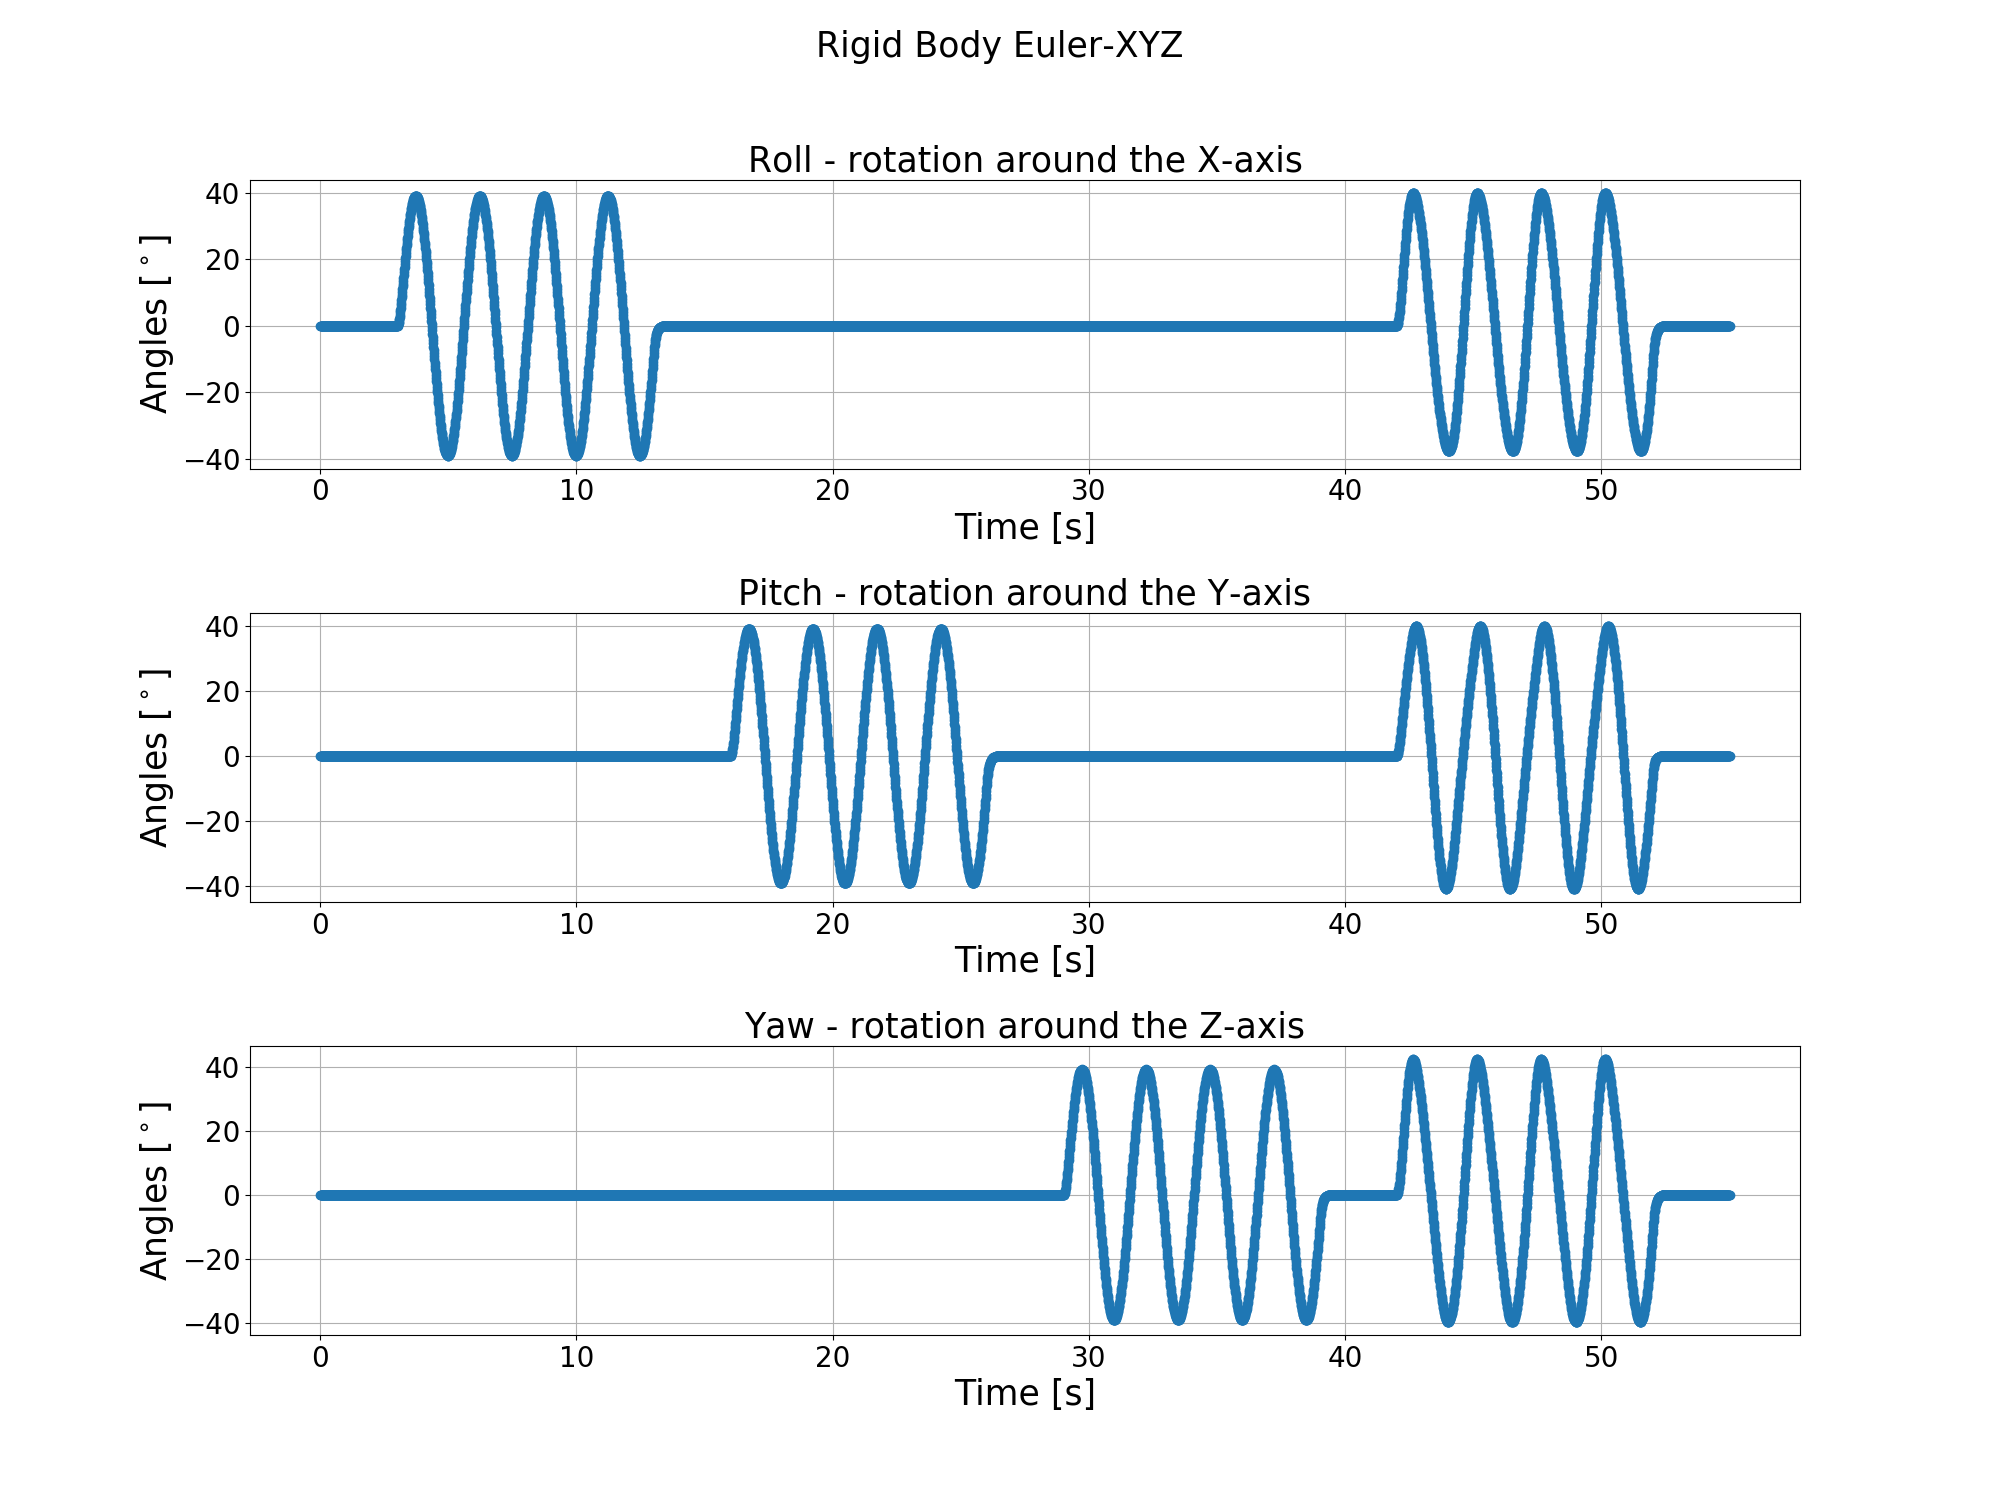 Rigid Body Euler-XYZ
Roll - rotation around the X-axis
Angles [°]
40
20
0
−20
−40
0 10 20 30 40 50
Time [s]
Pitch - rotation around the Y-axis
Angles [°]
40
20
0
−20
−40
0 10 20 30 40 50
Time [s]
Yaw - rotation around the Z-axis
Angles [°]
40
20
0
−20
−40
0 10 20 30 40 50
Time [s]